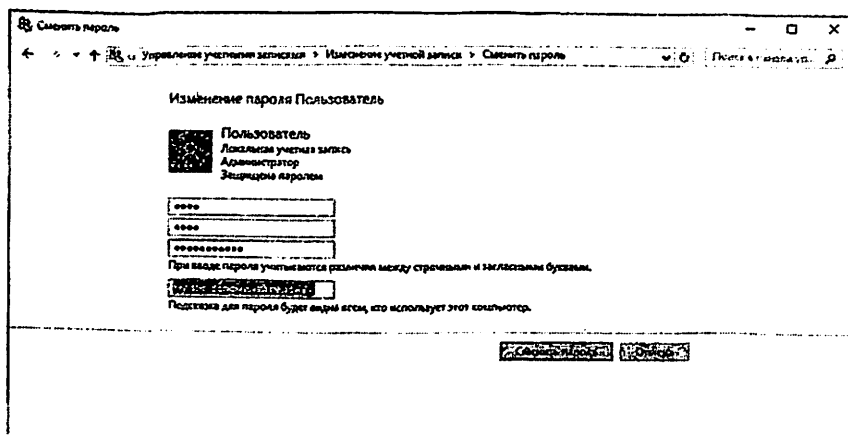 Сменить пароль
Управление учетными записями > Изменение учетной записи > Сменить пароль
Изменение пароля Пользователь
Пользователь
Локальная учетная запись
Администратор
Защищена паролем
••••
••••
•••••••••••
При вводе пароля учитываются различия между строчными и заглавными буквами.
Подсказка для пароля будет видна всем, кто использует этот компьютер.
Сменить пароль Отмена